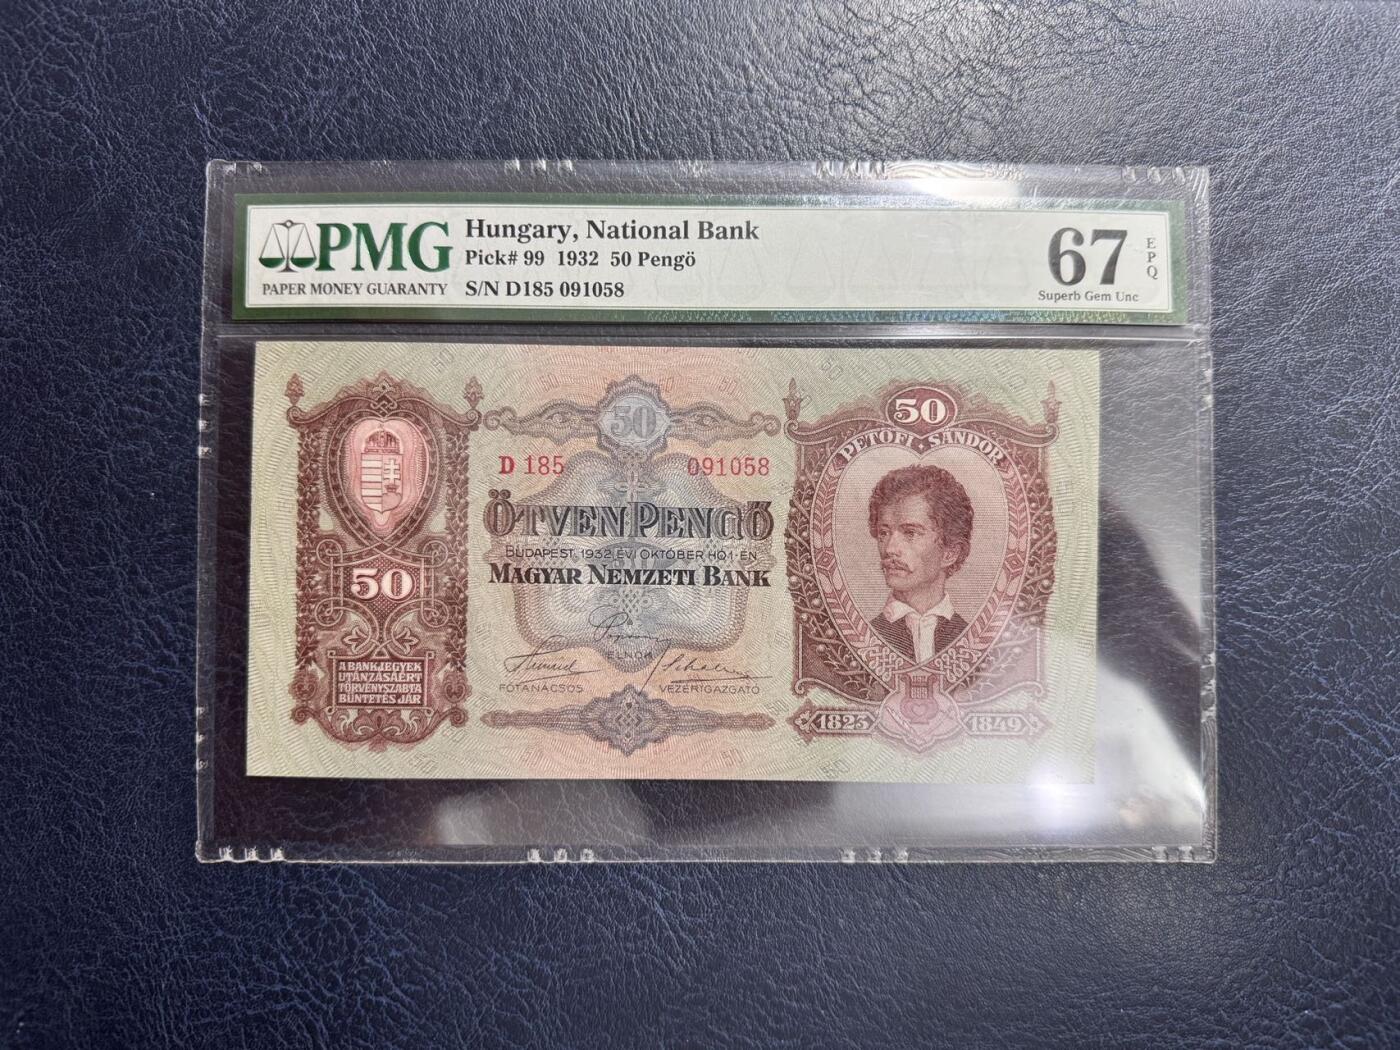 PMG
PAPER MONEY GUARANTY
Hungary, National Bank
Pick# 99 1932 50 Pengö
S/N D185 091058
67
EPQ
Superb Gem Unc
50
D 185 091058
ÖTVEN PENGŐ
BUDAPEST, 1932. ÉVI OKTÓBER HÓ 1-ÉN
MAGYAR NEMZETI BANK
ELNÖK
FŐTANÁCSOS VEZÉRIGAZGATÓ
50
A BANKJEGYEK
UTÁNZÁSÁÉRT
TÖRVÉNYSZABTA
BÜNTETÉS JÁR
50
PETŐFI · SÁNDOR
1823 1849